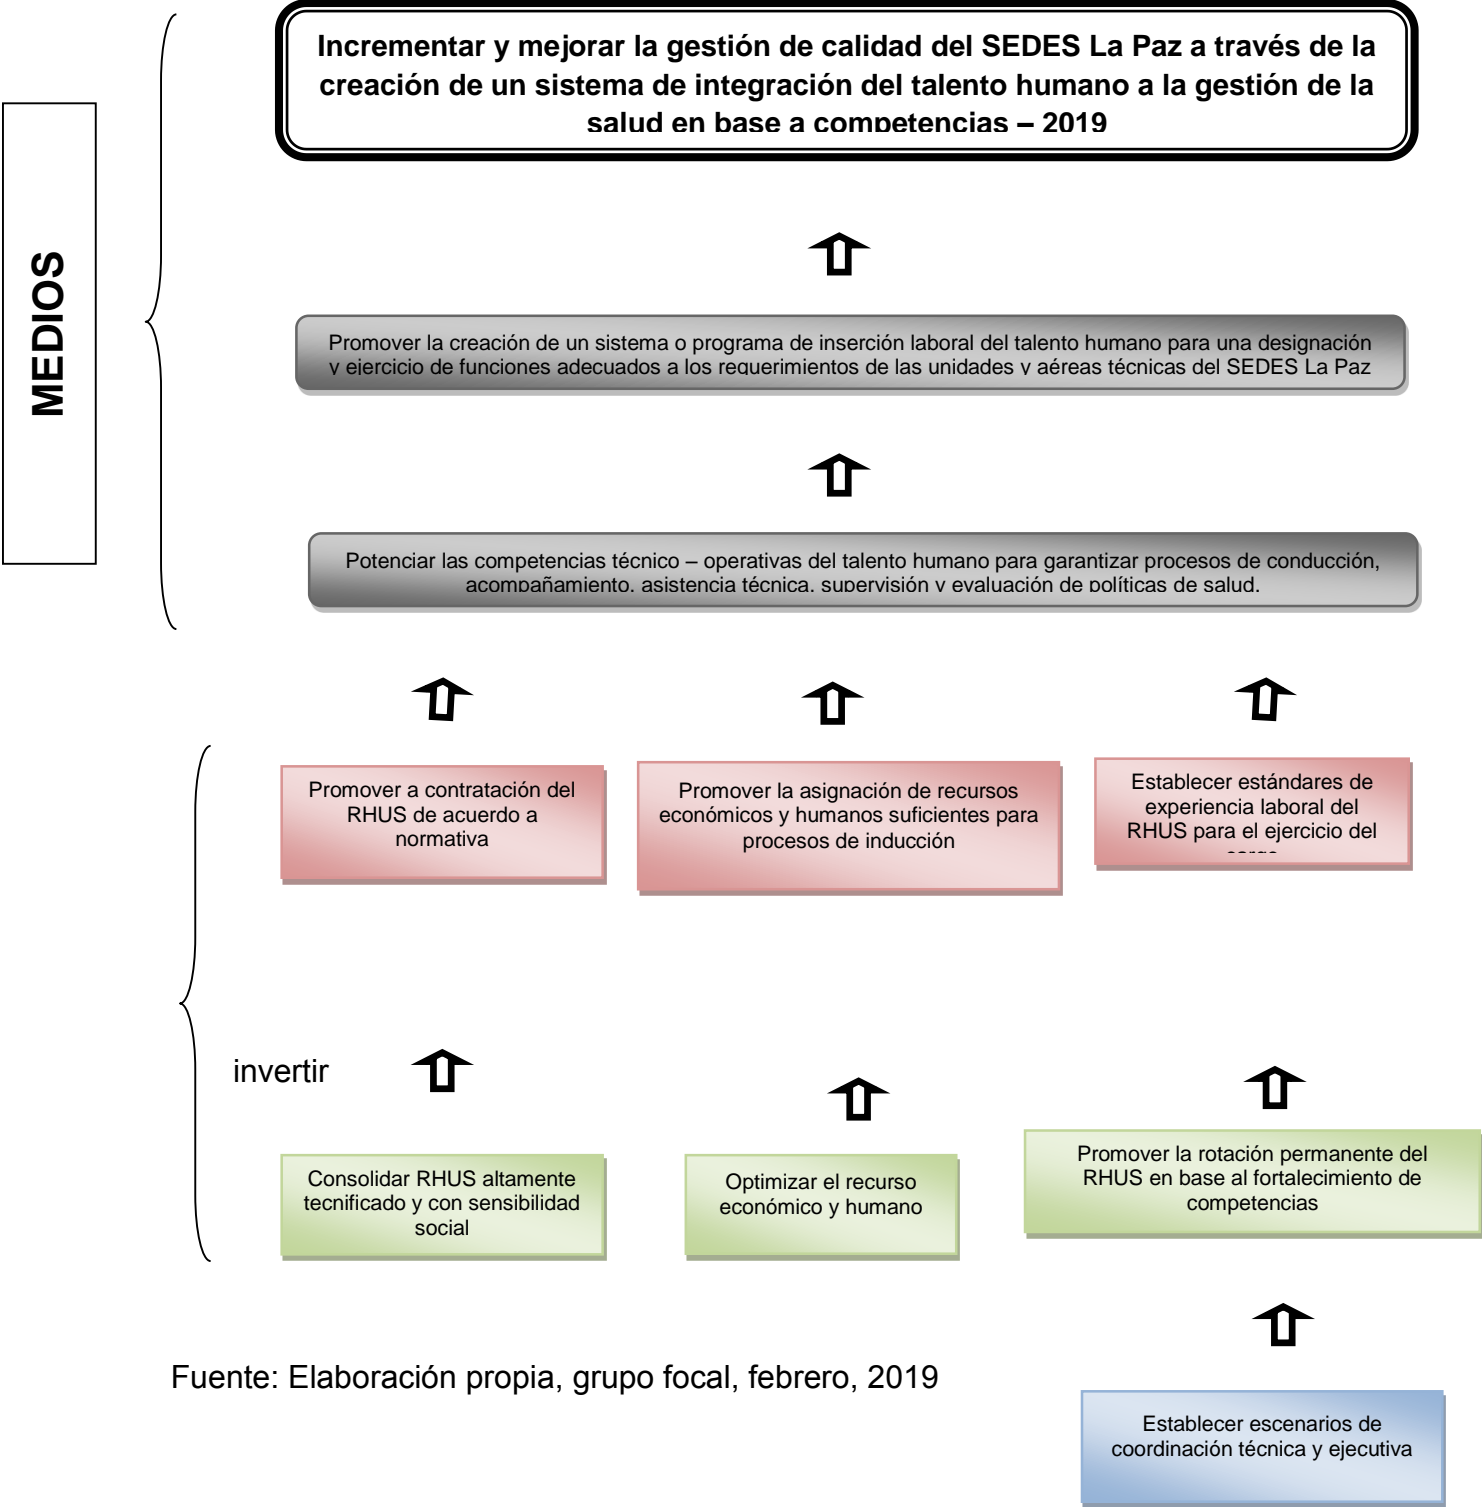 Incrementar y mejorar la gestión de calidad del SEDES La Paz a través de la
creación de un sistema de integración del talento humano a la gestión de la
salud en base a competencias – 2019
MEDIOS
Promover la creación de un sistema o programa de inserción laboral del talento humano para una designación
y ejercicio de funciones adecuados a los requerimientos de las unidades y aéreas técnicas del SEDES La Paz
Potenciar las competencias técnico – operativas del talento humano para garantizar procesos de conducción,
acompañamiento, asistencia técnica, supervisión y evaluación de políticas de salud.
Promover a contratación del
RHUS de acuerdo a
normativa
Promover la asignación de recursos
económicos y humanos suficientes para
procesos de inducción
Establecer estándares de
experiencia laboral del
RHUS para el ejercicio del
invertir
Consolidar RHUS altamente
tecnificado y con sensibilidad
social
Optimizar el recurso
económico y humano
Promover la rotación permanente del
RHUS en base al fortalecimiento de
competencias
Fuente: Elaboración propia, grupo focal, febrero, 2019
Establecer escenarios de
coordinación técnica y ejecutiva